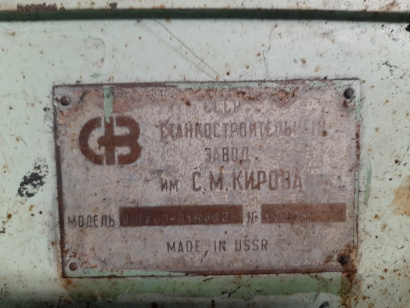 СССР
СТАНКОСТРОИТЕЛЬНЫЙ
ЗАВОД
ИМ. С.М.КИРОВА
МОДЕЛЬ №
MADE IN USSR